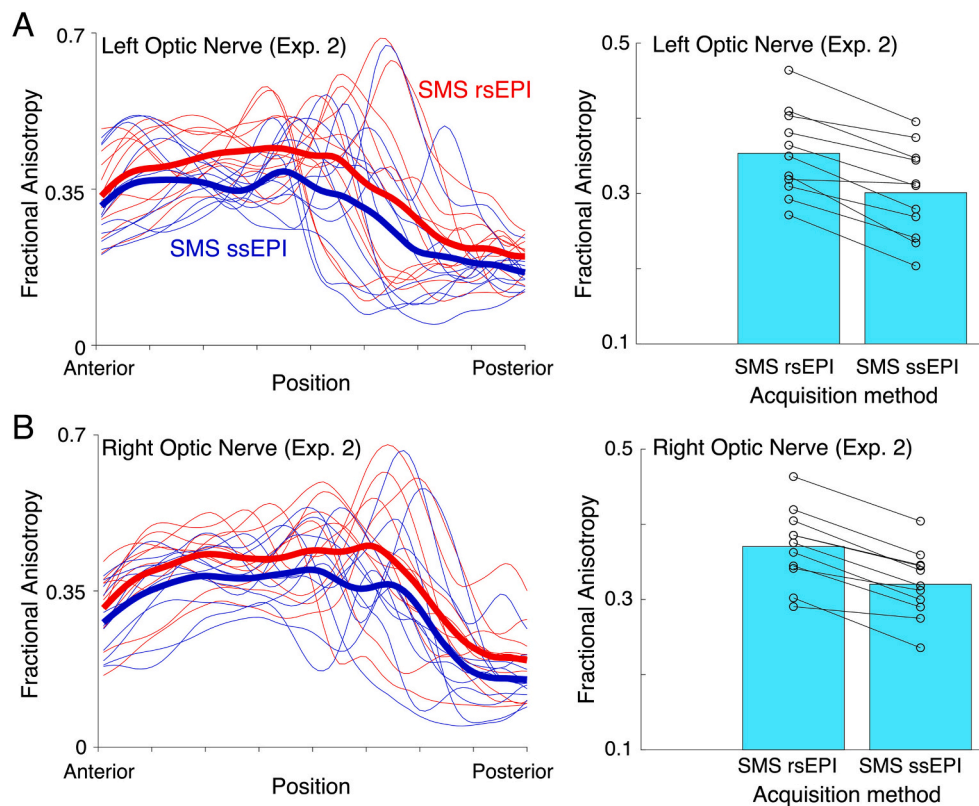 A
Left Optic Nerve (Exp. 2)
Fractional Anisotropy
0.7
0.35
0
SMS rsEPI
SMS ssEPI
Anterior
Posterior
Position
Left Optic Nerve (Exp. 2)
Fractional Anisotropy
0.5
0.3
0.1
SMS rsEPI
SMS ssEPI
Acquisition method
B
Right Optic Nerve (Exp. 2)
Fractional Anisotropy
0.7
0.35
0
Anterior
Posterior
Position
Right Optic Nerve (Exp. 2)
Fractional Anisotropy
0.5
0.3
0.1
SMS rsEPI
SMS ssEPI
Acquisition method